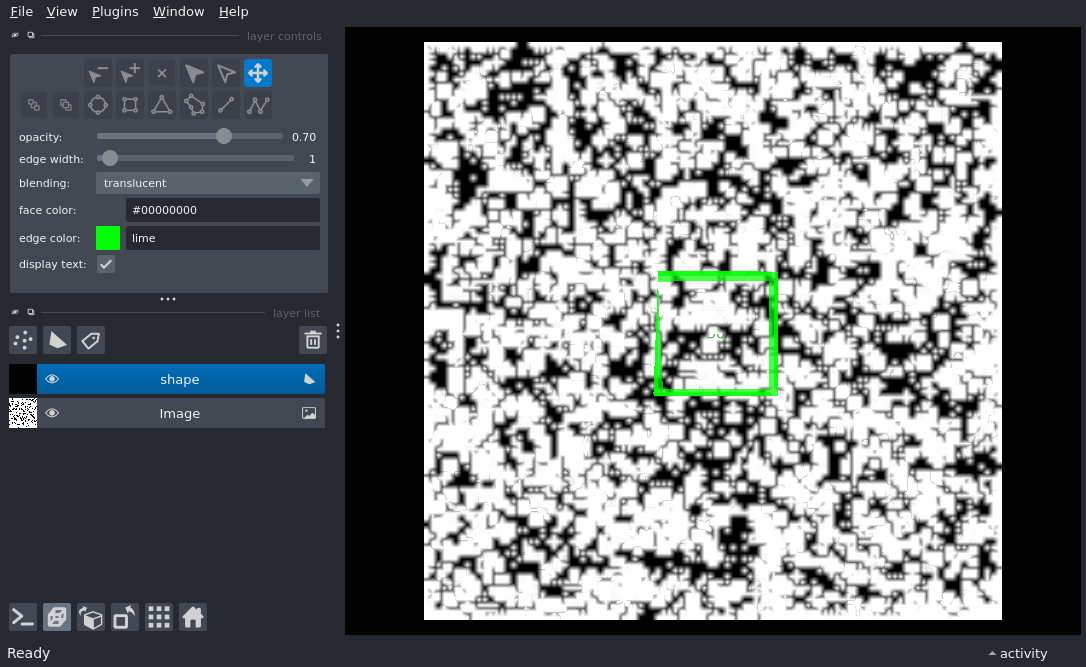 File View Plugins Window Help
layer controls
opacity: 0.70
edge width: 1
blending: translucent
face color: #00000000
edge color: lime
display text:
layer list
shape
Image
Ready
activity